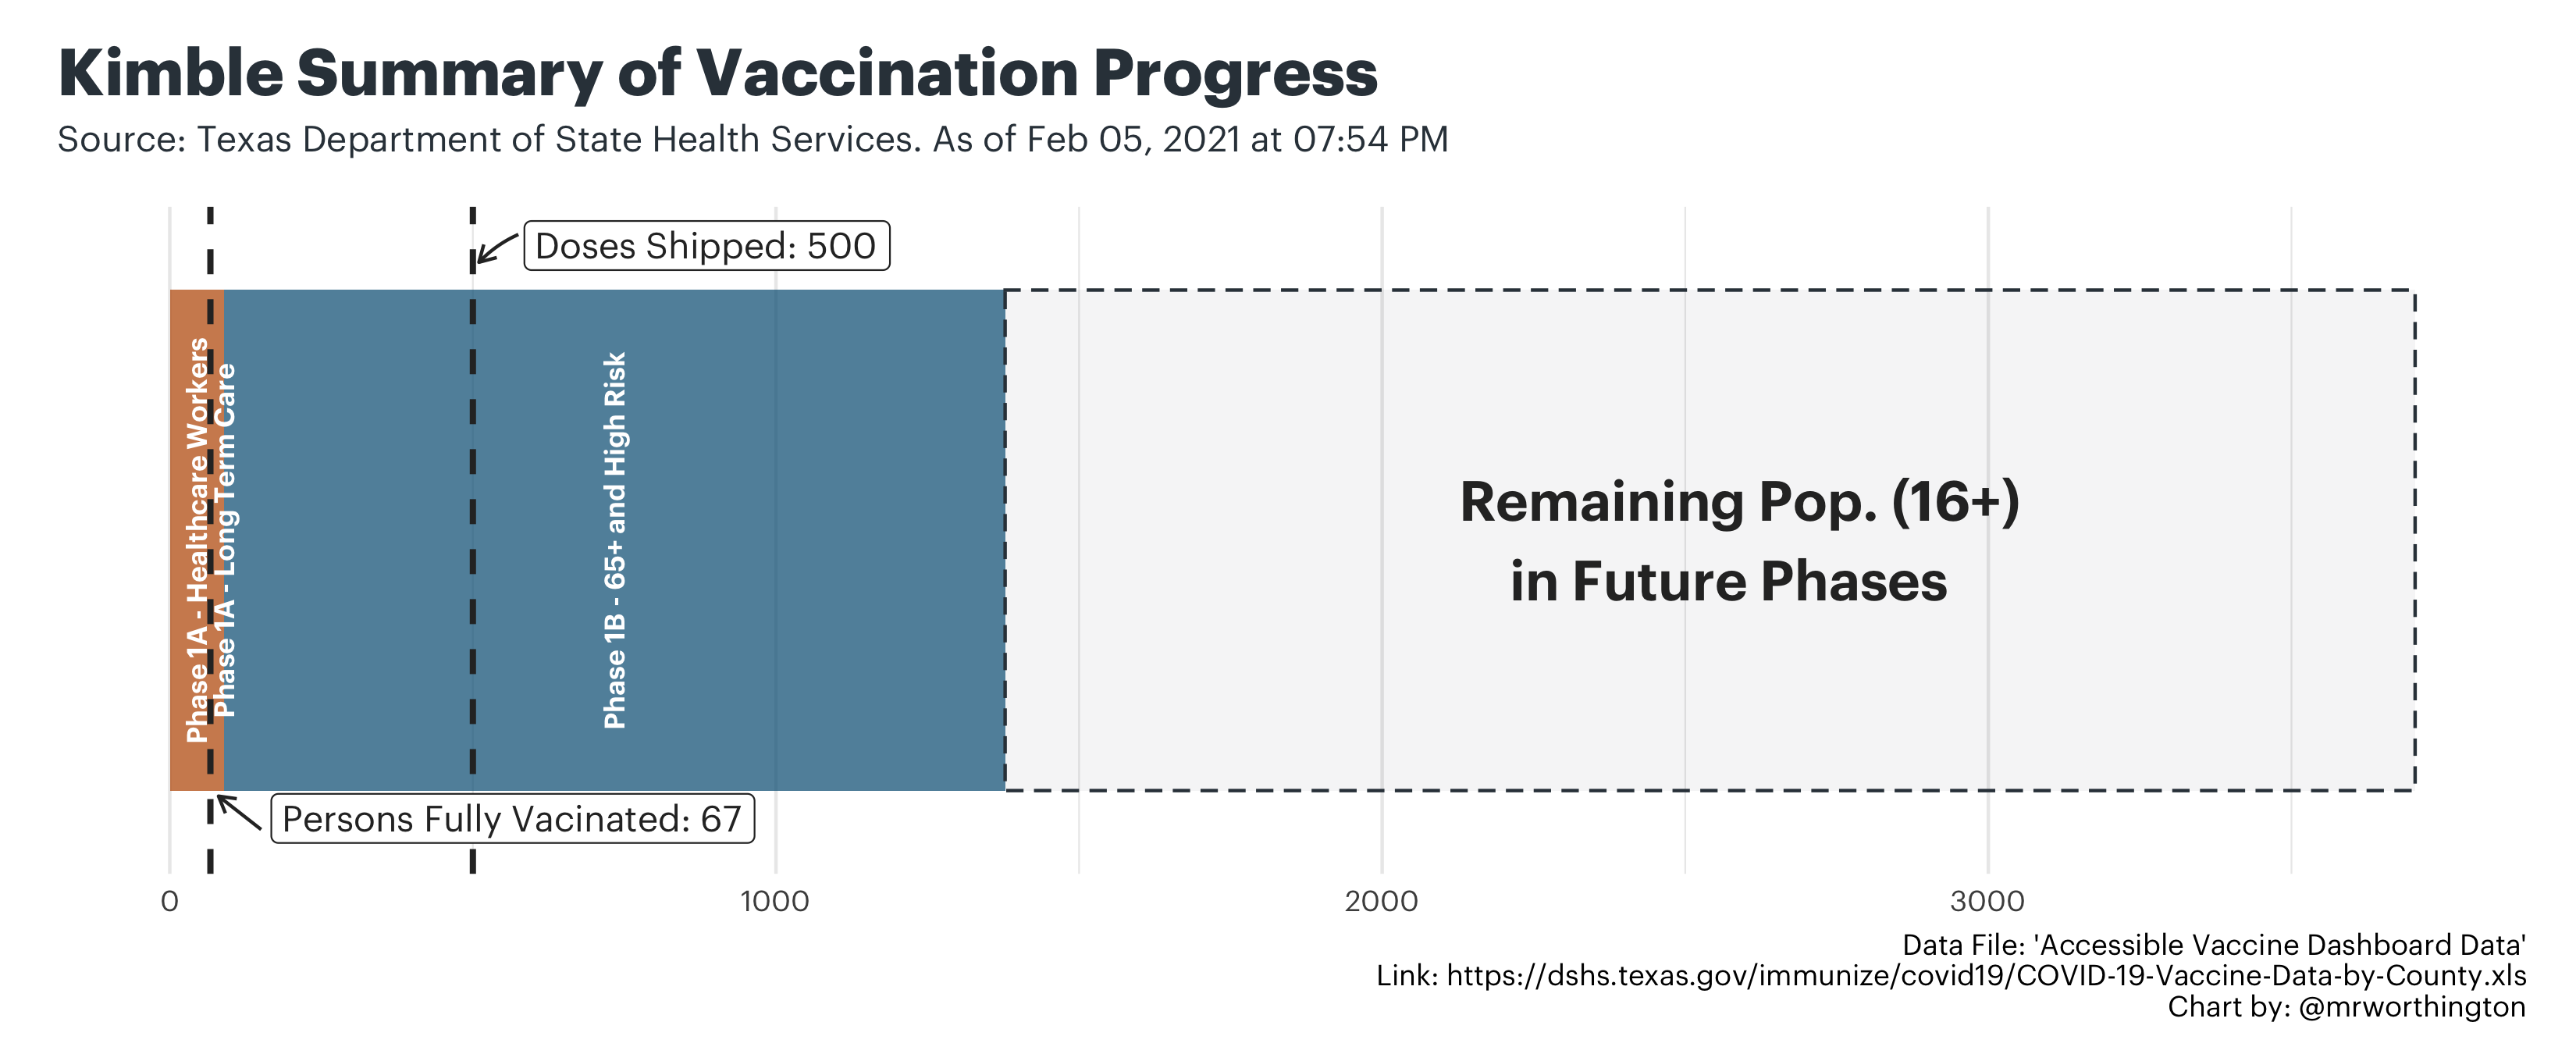 Kimble Summary of Vaccination Progress
Source: Texas Department of State Health Services. As of Feb 05, 2021 at 07:54 PM
Doses Shipped: 500
Phase 1A - Healthcare Workers
Phase 1A - Long Term Care
Phase 1B - 65+ and High Risk
Remaining Pop. (16+)
in Future Phases
Persons Fully Vacinated: 67
0 1000 2000 3000
Data File: 'Accessible Vaccine Dashboard Data'
Link: https://dshs.texas.gov/immunize/covid19/COVID-19-Vaccine-Data-by-County.xls
Chart by: @mrworthington